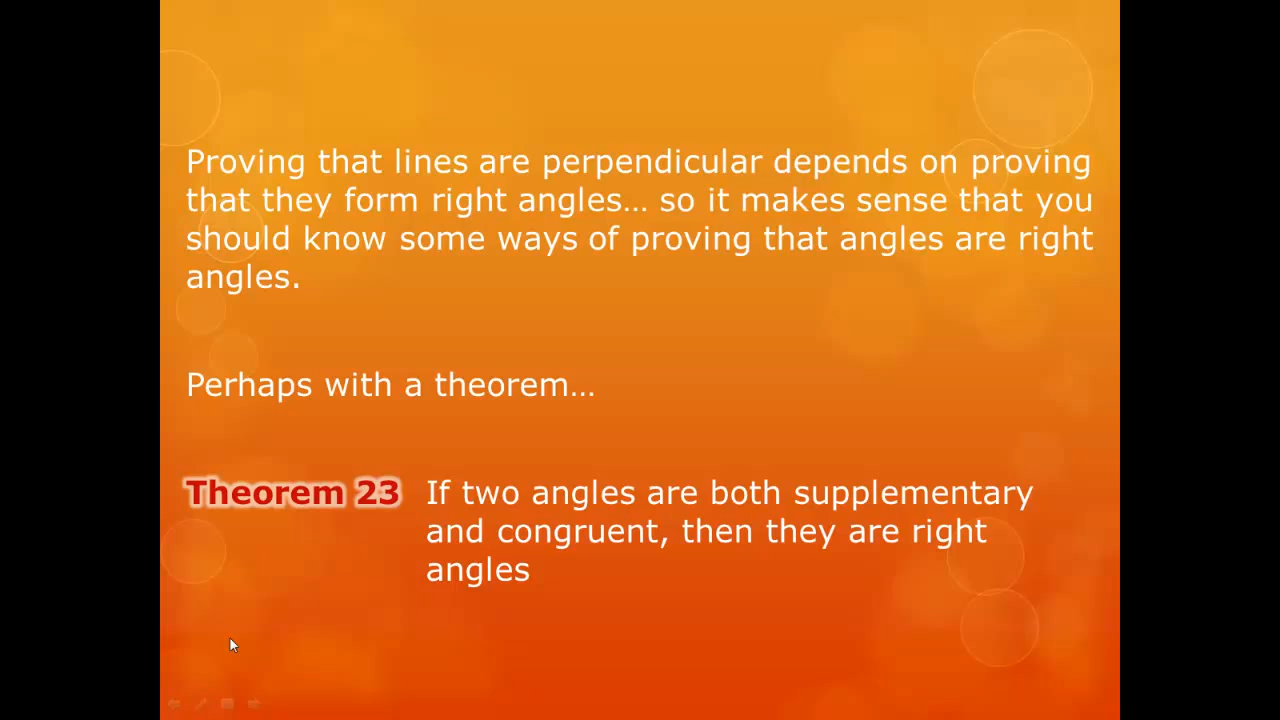 Proving that lines are perpendicular depends on proving
that they form right angles… so it makes sense that you
should know some ways of proving that angles are right
angles.
Perhaps with a theorem…
Theorem 23 If two angles are both supplementary
and congruent, then they are right
angles